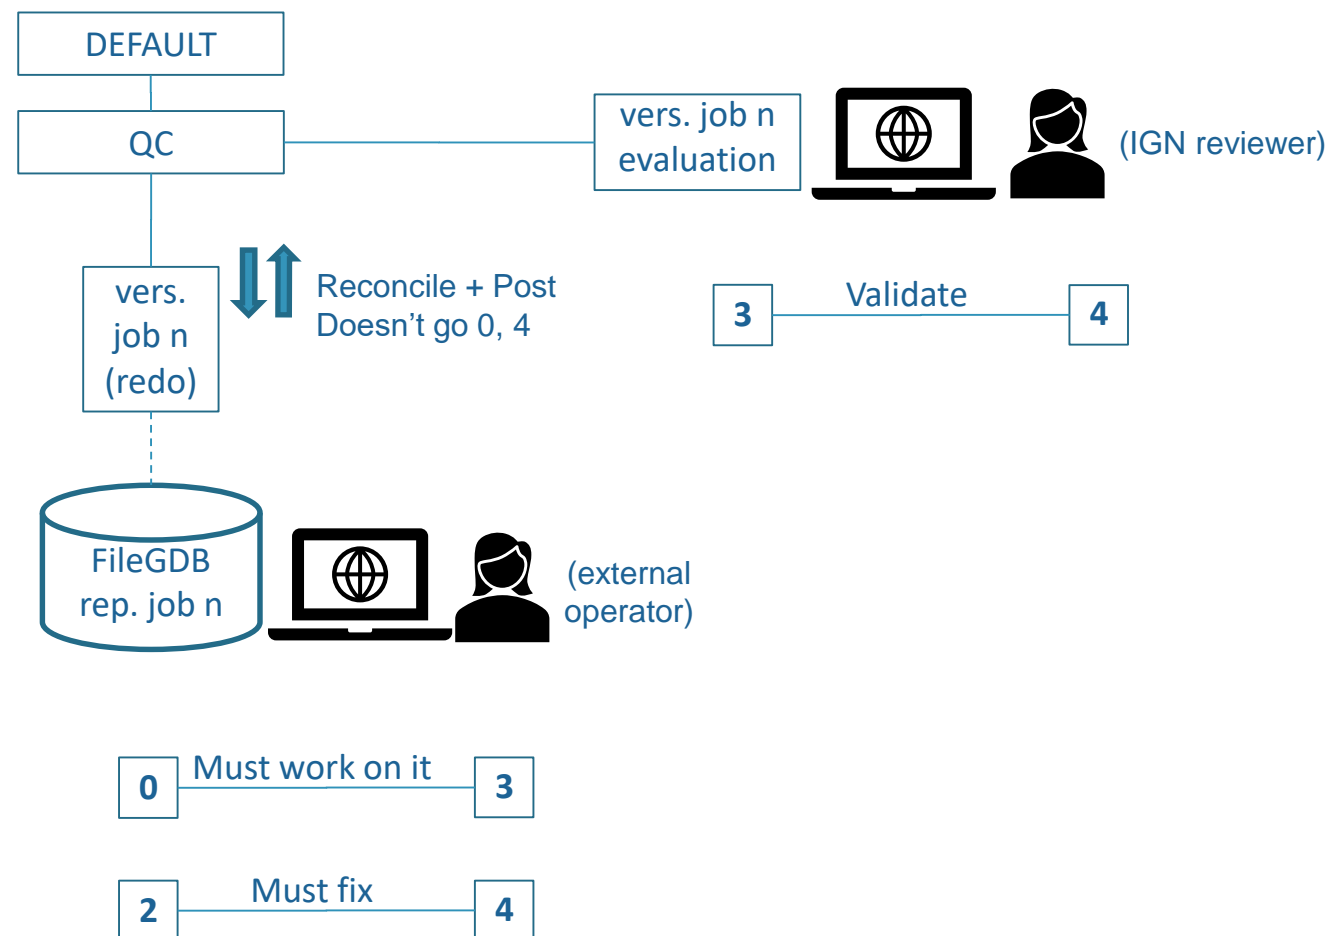 DEFAULT
QC
vers. job n
evaluation
(IGN reviewer)
vers.
job n
(redo)
Reconcile + Post
Doesn’t go 0, 4
3
Validate
4
FileGDB
rep. job n
(external
operator)
0
Must work on it
3
2
Must fix
4